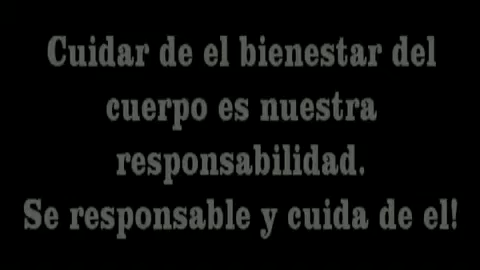 Cuidar de el bienestar del
cuerpo es nuestra
responsabilidad.
Se responsable y cuida de el!